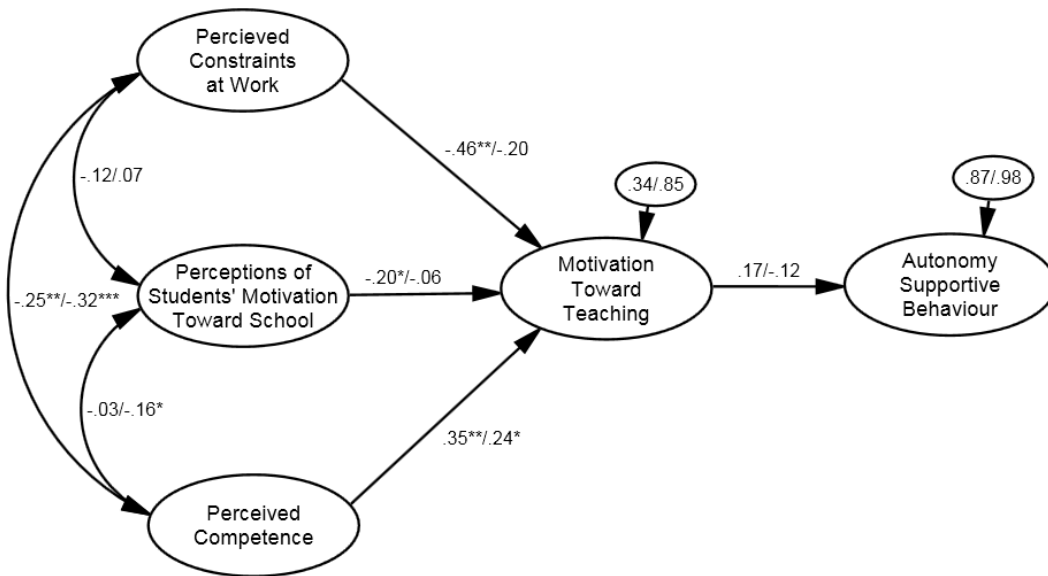 Percieved
Constraints
at Work
-.46**/-.20
-.12/.07
.34/.85
.87/.98
Perceptions of
Students' Motivation
Toward School
-.20*/-.06
Motivation
Toward
Teaching
.17/-.12
Autonomy
Supportive
Behaviour
-.25**/-.32***
-.03/-.16*
.35**/.24*
Perceived
Competence